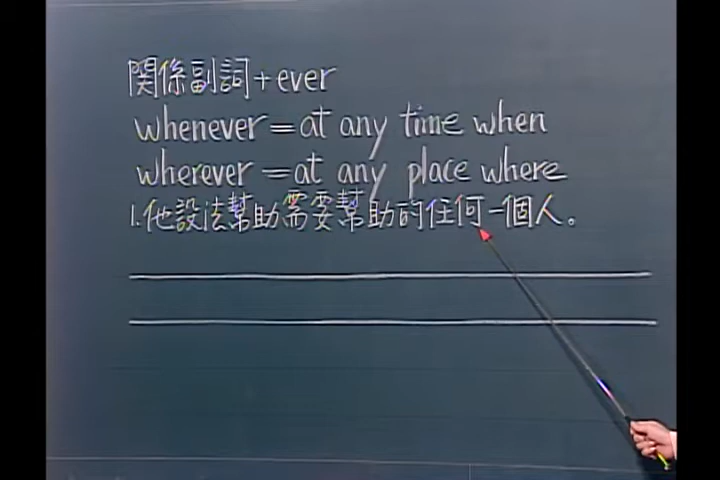 關係副詞+ever
whenever=at any time when
wherever=at any place where
1.他設法幫助需要幫助的任何一個人。